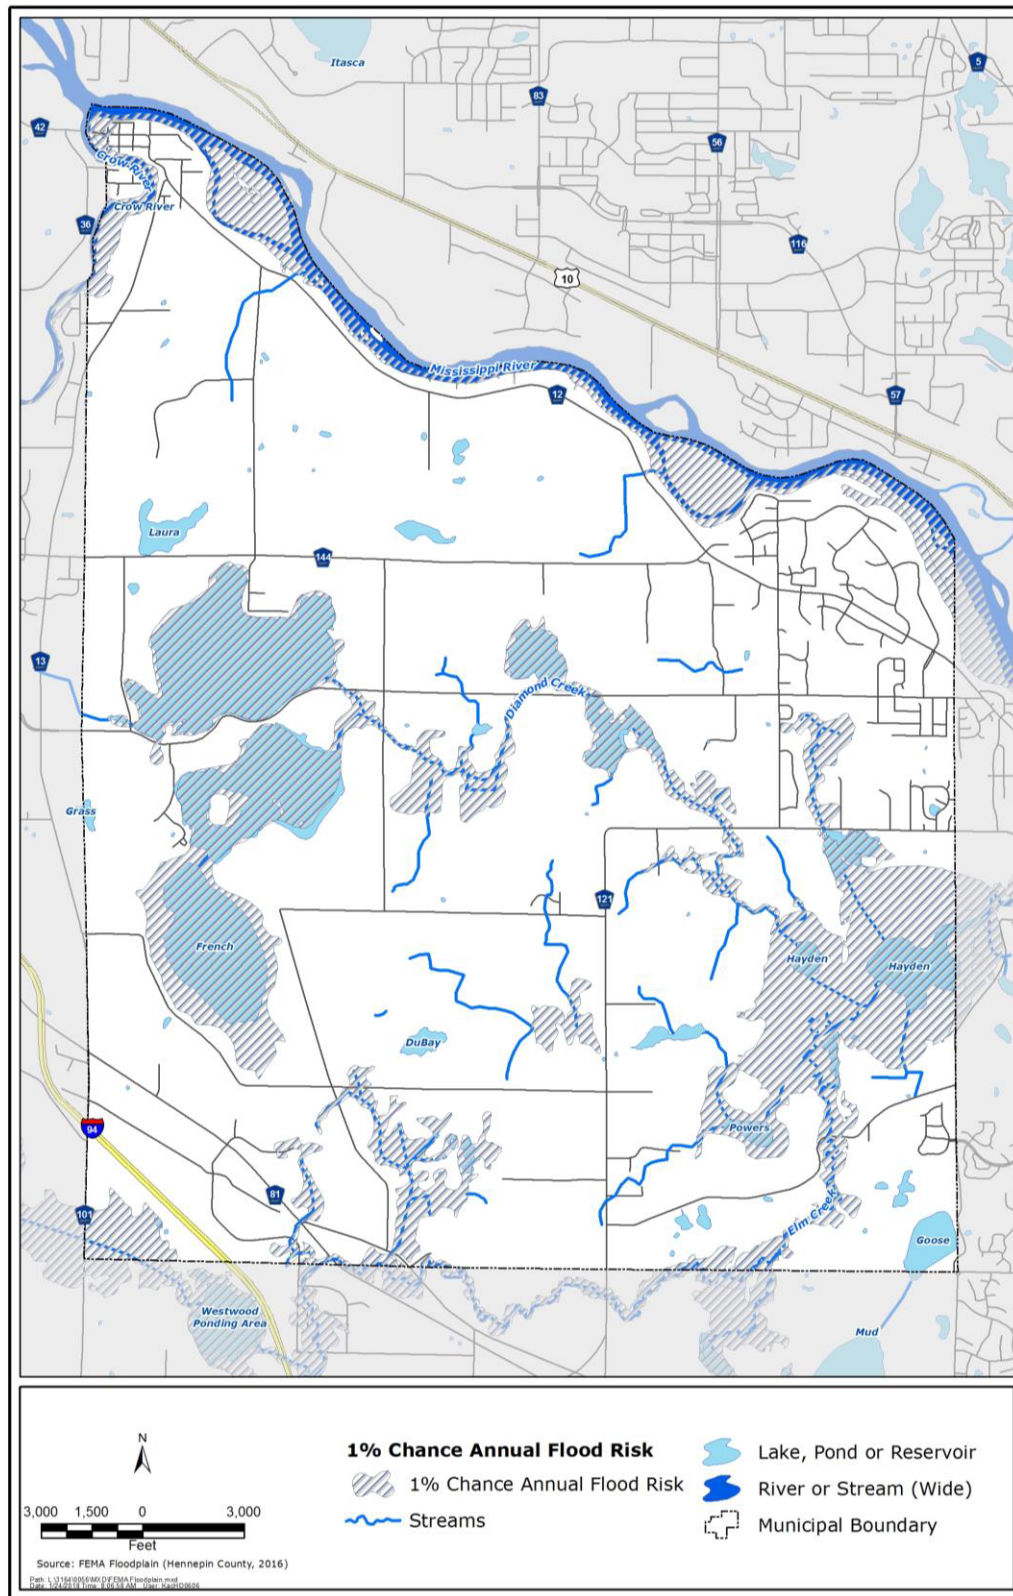 Itasca
5
83
42
56
Crow River
Crow River
36
116
10
Mississippi River
12
57
Laura
144
13
Diamond Creek
Grass
121
French
Hayden
Hayden
DuBay
94
Powers
81
101
Elm Creek
Goose
Westwood
Ponding Area
Mud
N
3,000 1,500 0 3,000
Feet
Source: FEMA Floodplain (Hennepin County, 2016)
1% Chance Annual Flood Risk
1% Chance Annual Flood Risk
Streams
Lake, Pond or Reservoir
River or Stream (Wide)
Municipal Boundary